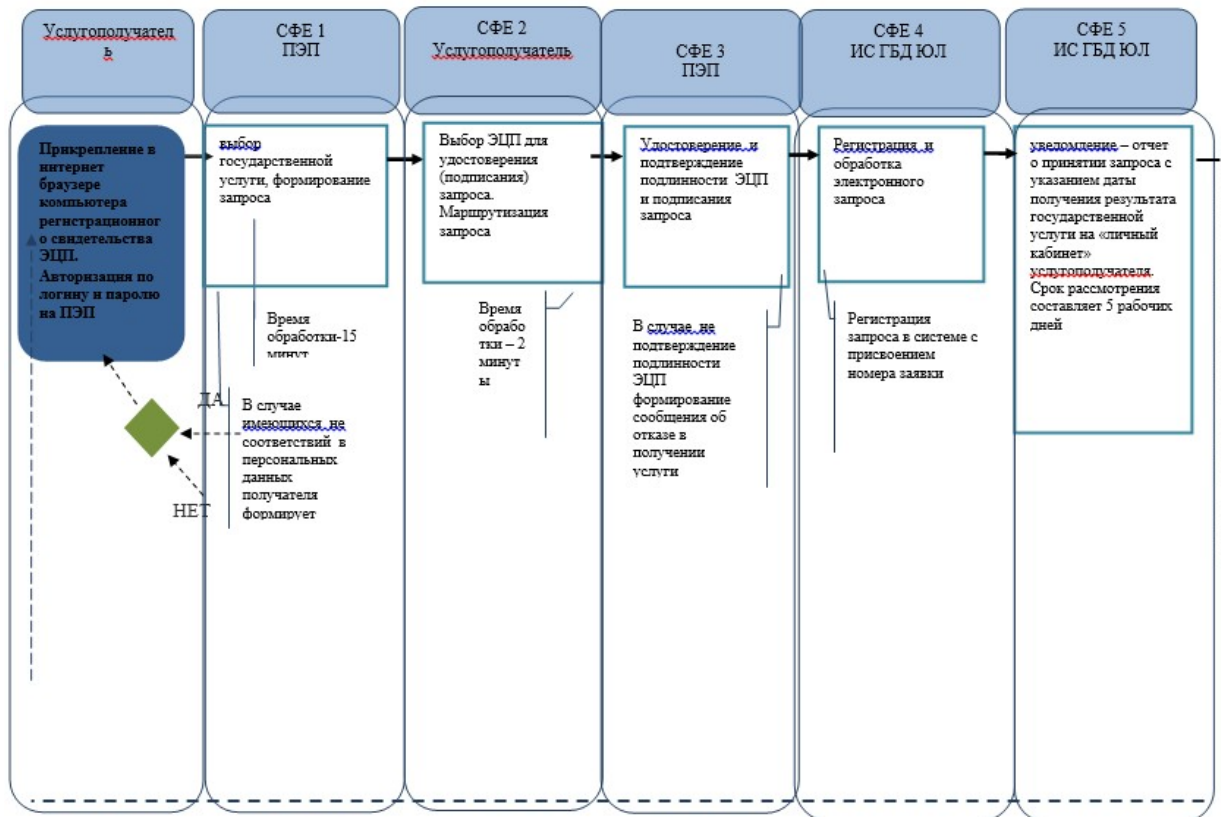 Услугополучател
ь
СФЕ 1
ПЭП
СФЕ 2
Услугополучатель
СФЕ 3
ПЭП
СФЕ 4
ИС ГБД ЮЛ
СФЕ 5
ИС ГБД ЮЛ
Прикрепление в
интернет
браузере
компьютера
регистрационног
о свидетельства
ЭЦП.
Авторизация по
логину и паролю
на ПЭП
выбор
государственной
услуги, формирование
запроса
Выбор ЭЦП для
удостоверения
(подписания)
запроса.
Маршрутизация
запроса
Удостоверение и
подтверждение
подлинности ЭЦП
и подписания
запроса
Регистрация и
обработка
электронного
запроса
уведомление – отчет
о принятии запроса с
указанием даты
получения результата
государственной
услуги на «личный
кабинет»
услугополучателя.
Срок рассмотрения
составляет 5 рабочих
дней
Время
обработки-15
минут
Время
обрабо
тки – 2
минут
ы
В случае не
подтверждение
подлинности
ЭЦП
формирование
сообщения об
отказе в
получении
услуги
Регистрация
запроса в системе с
присвоением
номера заявки
ДА
В случае
имеющихся не
соответствий в
персональных
данных
получателя
формирует
НЕТ